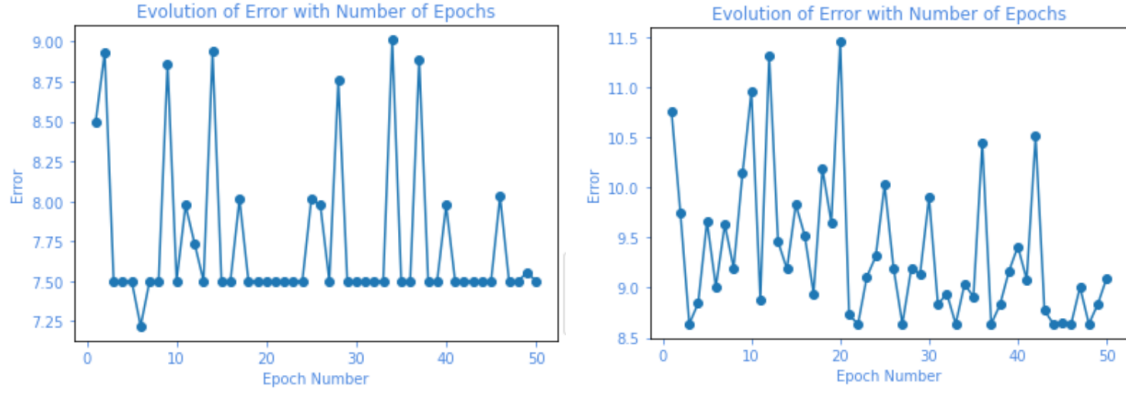 Evolution of Error with Number of Epochs
9.00
8.75
8.50
8.25
8.00
7.75
7.50
7.25
Error
0 10 20 30 40 50
Epoch Number
Evolution of Error with Number of Epochs
11.5
11.0
10.5
10.0
9.5
9.0
8.5
Error
0 10 20 30 40 50
Epoch Number